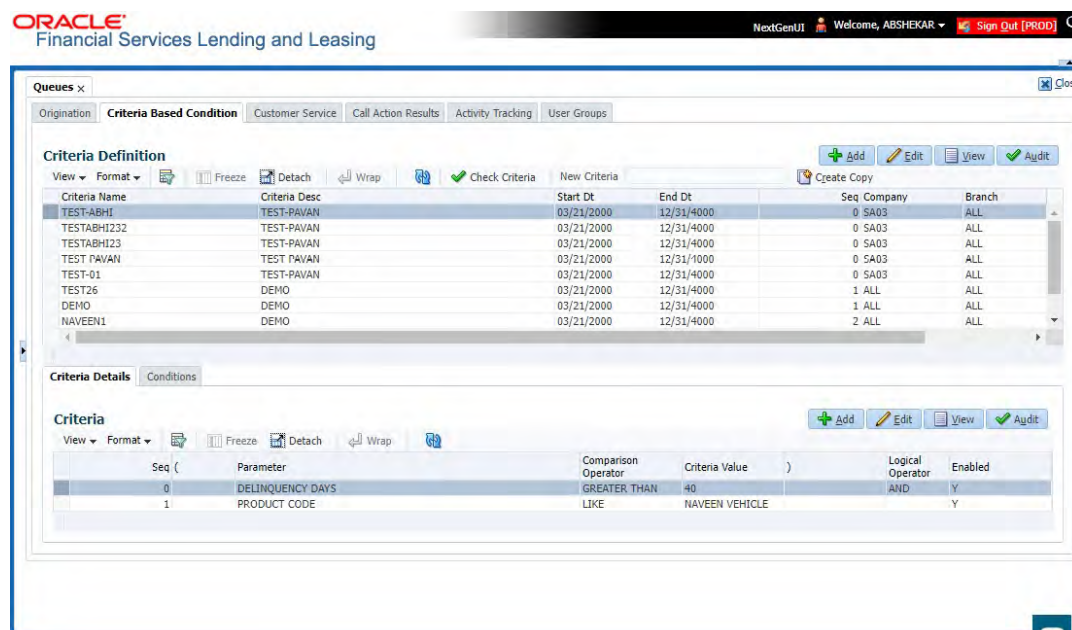 ORACLE'
Financial Services Lending and Leasing
NextGenUI Welcome, ABSHEKAR Sign Out [PROD]
Queues x Clos
Origination Criteria Based Condition Customer Service Call Action Results Activity Tracking User Groups
Criteria Definition Add Edit View Audit
View Format Freeze Detach Wrap Check Criteria New Criteria Create Copy
Criteria Name Criteria Desc Start Dt End Dt Seq Company Branch
TEST-ABHI TEST-PAVAN 03/21/2000 12/31/4000 0 SA03 ALL
TESTABHI232 TEST-PAVAN 03/21/2000 12/31/4000 0 SA03 ALL
TESTABHI23 TEST-PAVAN 03/21/2000 12/31/4000 0 SA03 ALL
TEST PAVAN TEST PAVAN 03/21/2000 12/31/4000 0 SA03 ALL
TEST-01 TEST-PAVAN 03/21/2000 12/31/4000 0 SA03 ALL
TEST26 DEMO 03/21/2000 12/31/4000 1 ALL ALL
DEMO DEMO 03/21/2000 12/31/4000 1 ALL ALL
NAVEEN1 DEMO 03/21/2000 12/31/4000 2 ALL ALL
Criteria Details Conditions
Criteria Add Edit View Audit
View Format Freeze Detach Wrap
Seq ( Parameter Comparison Operator Criteria Value ) Logical Operator Enabled
0 DELINQUENCY DAYS GREATER THAN 40 AND Y
1 PRODUCT CODE LIKE NAVEEN VEHICLE Y